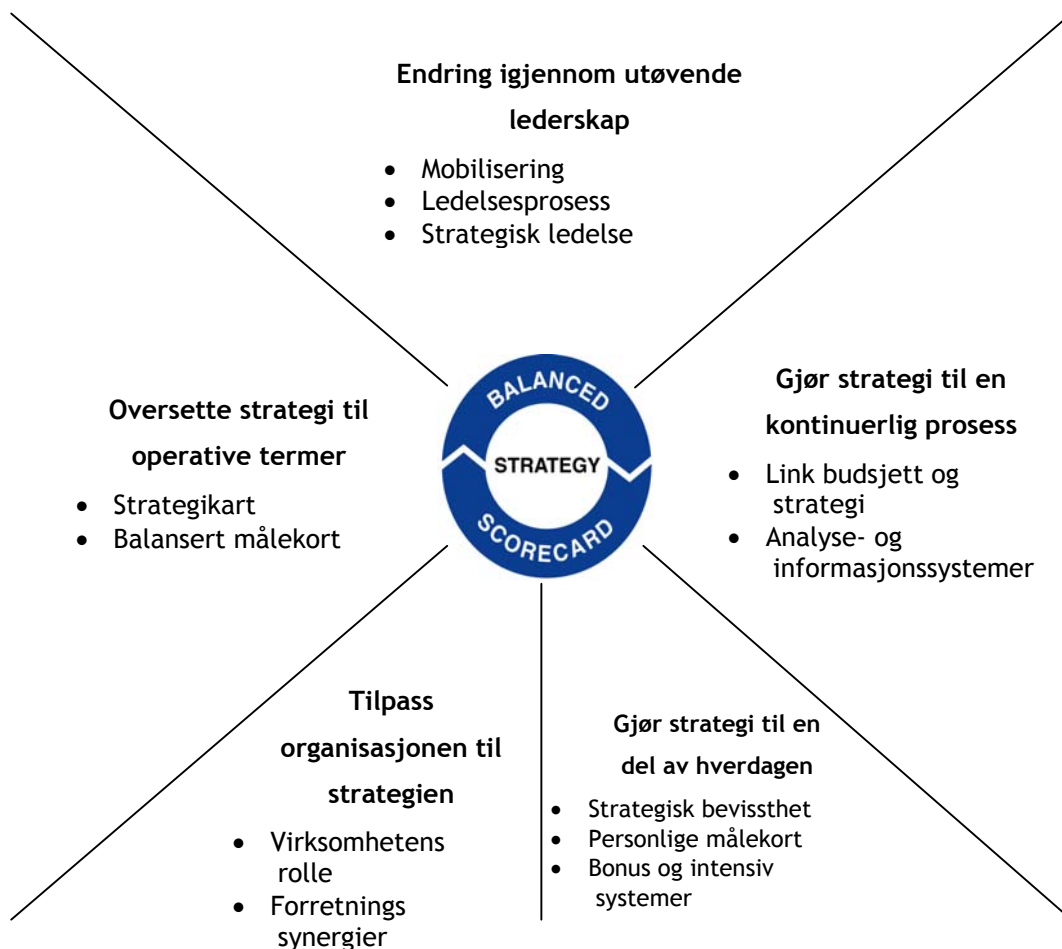 Endring igjennom utøvende
lederskap
• Mobilisering
• Ledelsesprosess
• Strategisk ledelse
Oversette strategi til
operative termer
• Strategikart
• Balansert målekort
BALANCED
STRATEGY
SCORECARD
Gjør strategi til en
kontinuerlig prosess
• Link budsjett og
strategi
• Analyse- og
informasjonssystemer
Tilpass
organisasjonen til
strategien
• Virksomhetens
rolle
• Forretnings
synergier
Gjør strategi til en
del av hverdagen
• Strategisk bevissthet
• Personlige målekort
• Bonus og intensiv
systemer